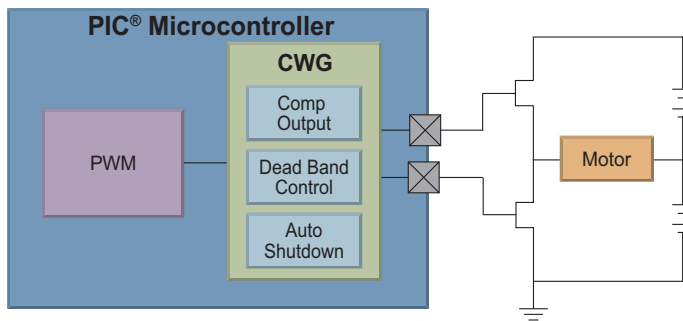 PIC® Microcontroller
CWG
Comp
Output
PWM
Dead Band
Control
Auto
Shutdown
Motor